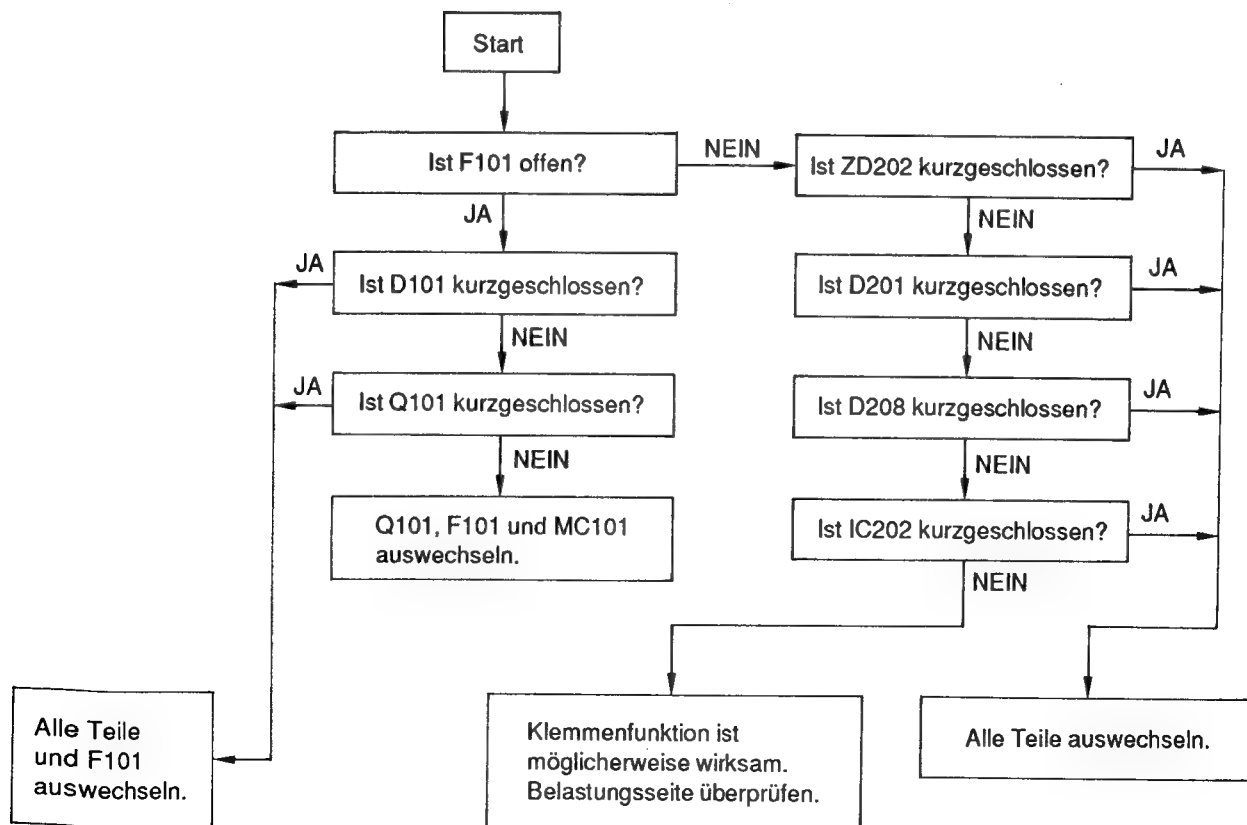 Start
Ist F101 offen?
NEIN
Ist ZD202 kurzgeschlossen?
JA
JA
NEIN
JA
Ist D101 kurzgeschlossen?
Ist D201 kurzgeschlossen?
JA
NEIN
NEIN
JA
Ist Q101 kurzgeschlossen?
Ist D208 kurzgeschlossen?
JA
NEIN
NEIN
Q101, F101 und MC101
auswechseln.
Ist IC202 kurzgeschlossen?
JA
NEIN
Alle Teile
und F101
auswechseln.
Klemmenfunktion ist
möglicherweise wirksam.
Belastungsseite überprüfen.
Alle Teile auswechseln.